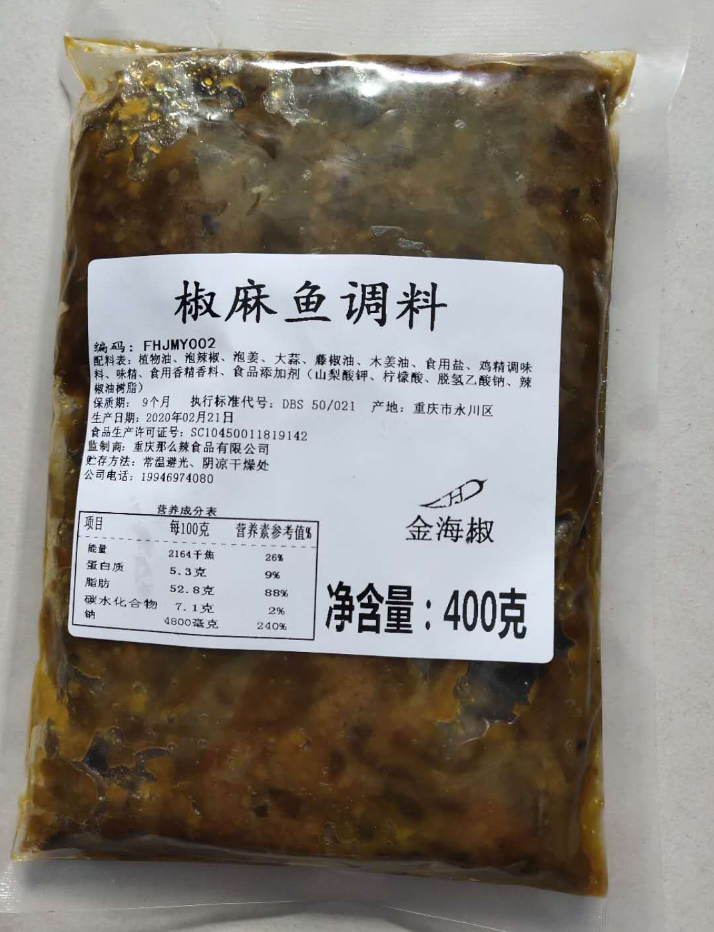 椒麻鱼调料
编码：FHJMY002
配料表：植物油、泡辣椒、泡姜、大蒜、藤椒油、木姜油、食用盐、鸡精调味
料、味精、食用香精香料、食品添加剂（山梨酸钾、柠檬酸、脱氢乙酸钠、辣
椒油树脂）
保质期：9个月 执行标准代号：DBS 50/021 产地：重庆市永川区
生产日期：2020年02月21日
食品生产许可证号：SC10450011819142
监制商：重庆那么辣食品有限公司
贮存方法：常温避光、阴凉干燥处
公司电话：19946974080
营养成分表
项目 每100克 营养素参考值%
能量 2164千焦 26%
蛋白质 5.3克 9%
脂肪 52.8克 88%
碳水化合物 7.1克 2%
钠 4800毫克 240%
金海椒
净含量：400克